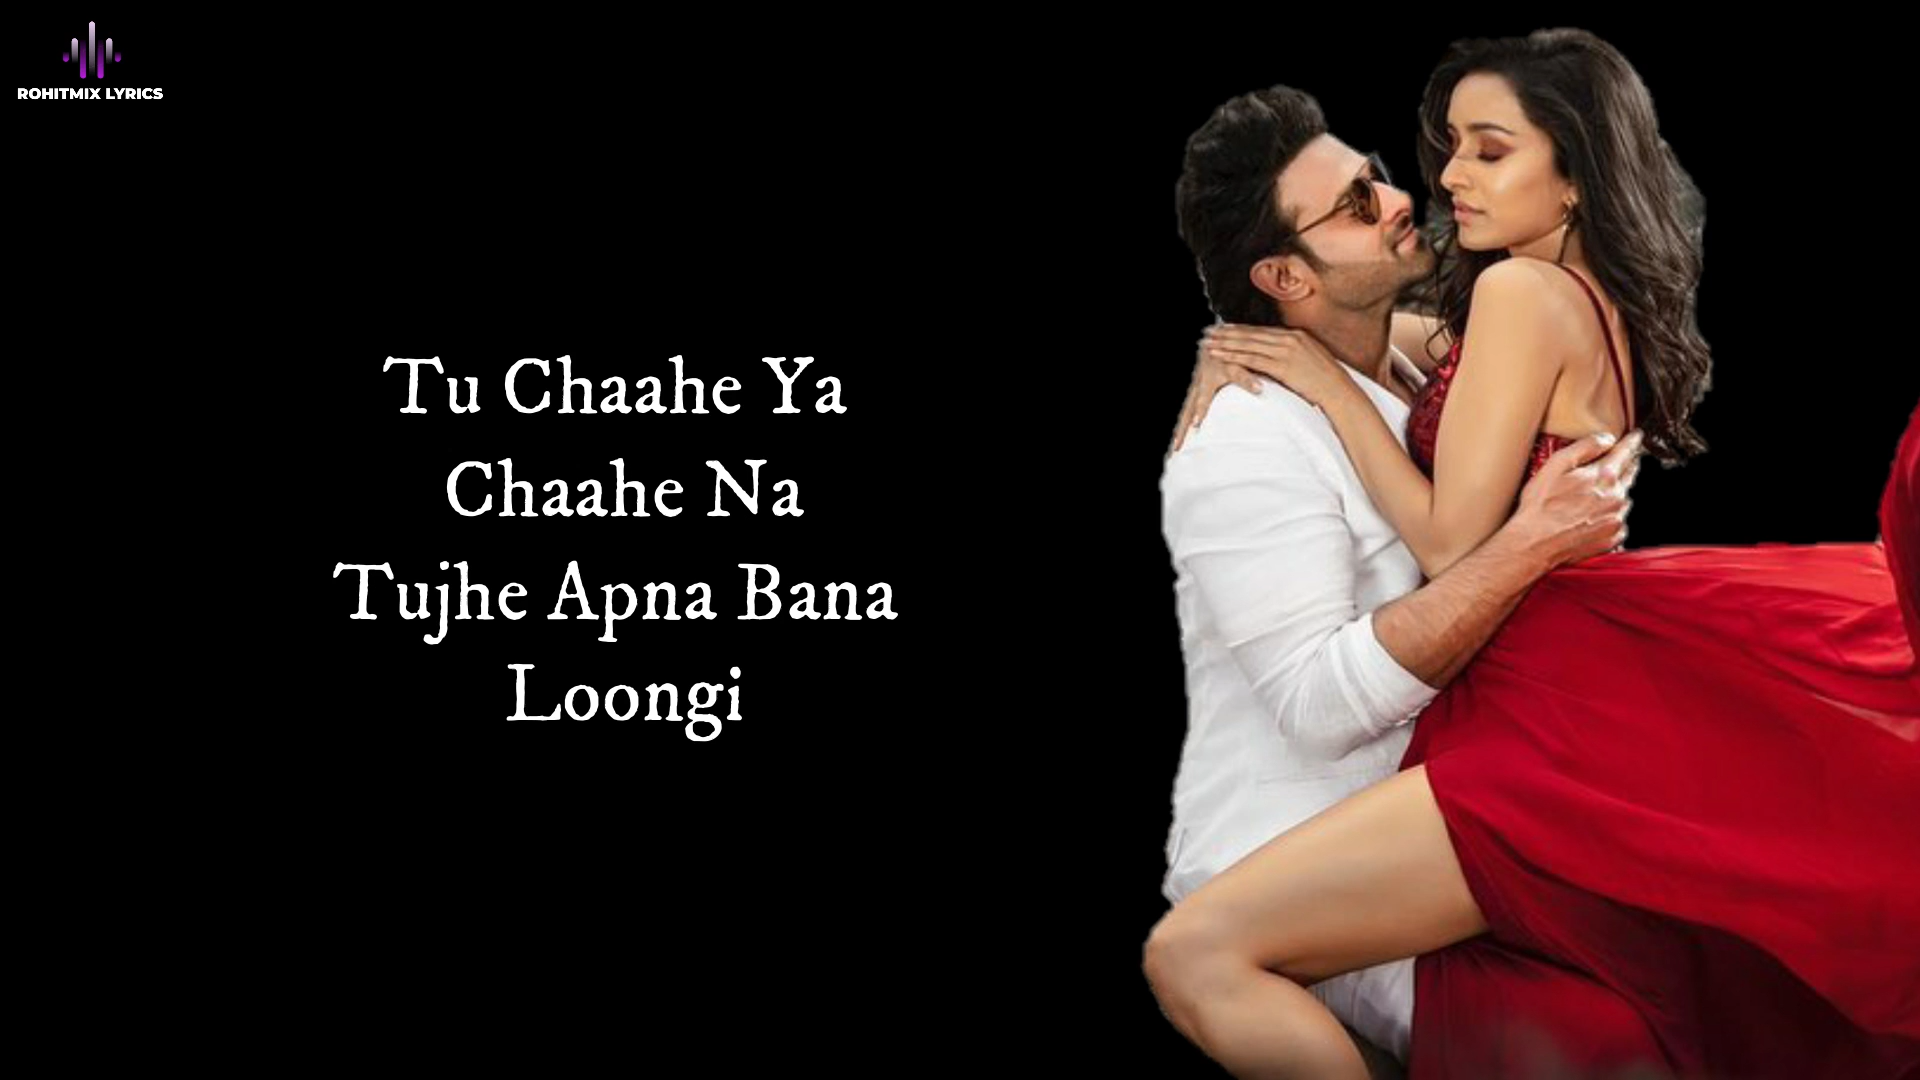 ROHITMIX LYRICS
Tu Chaahe Ya
Chaahe Na
Tujhe Apna Bana
Loongi